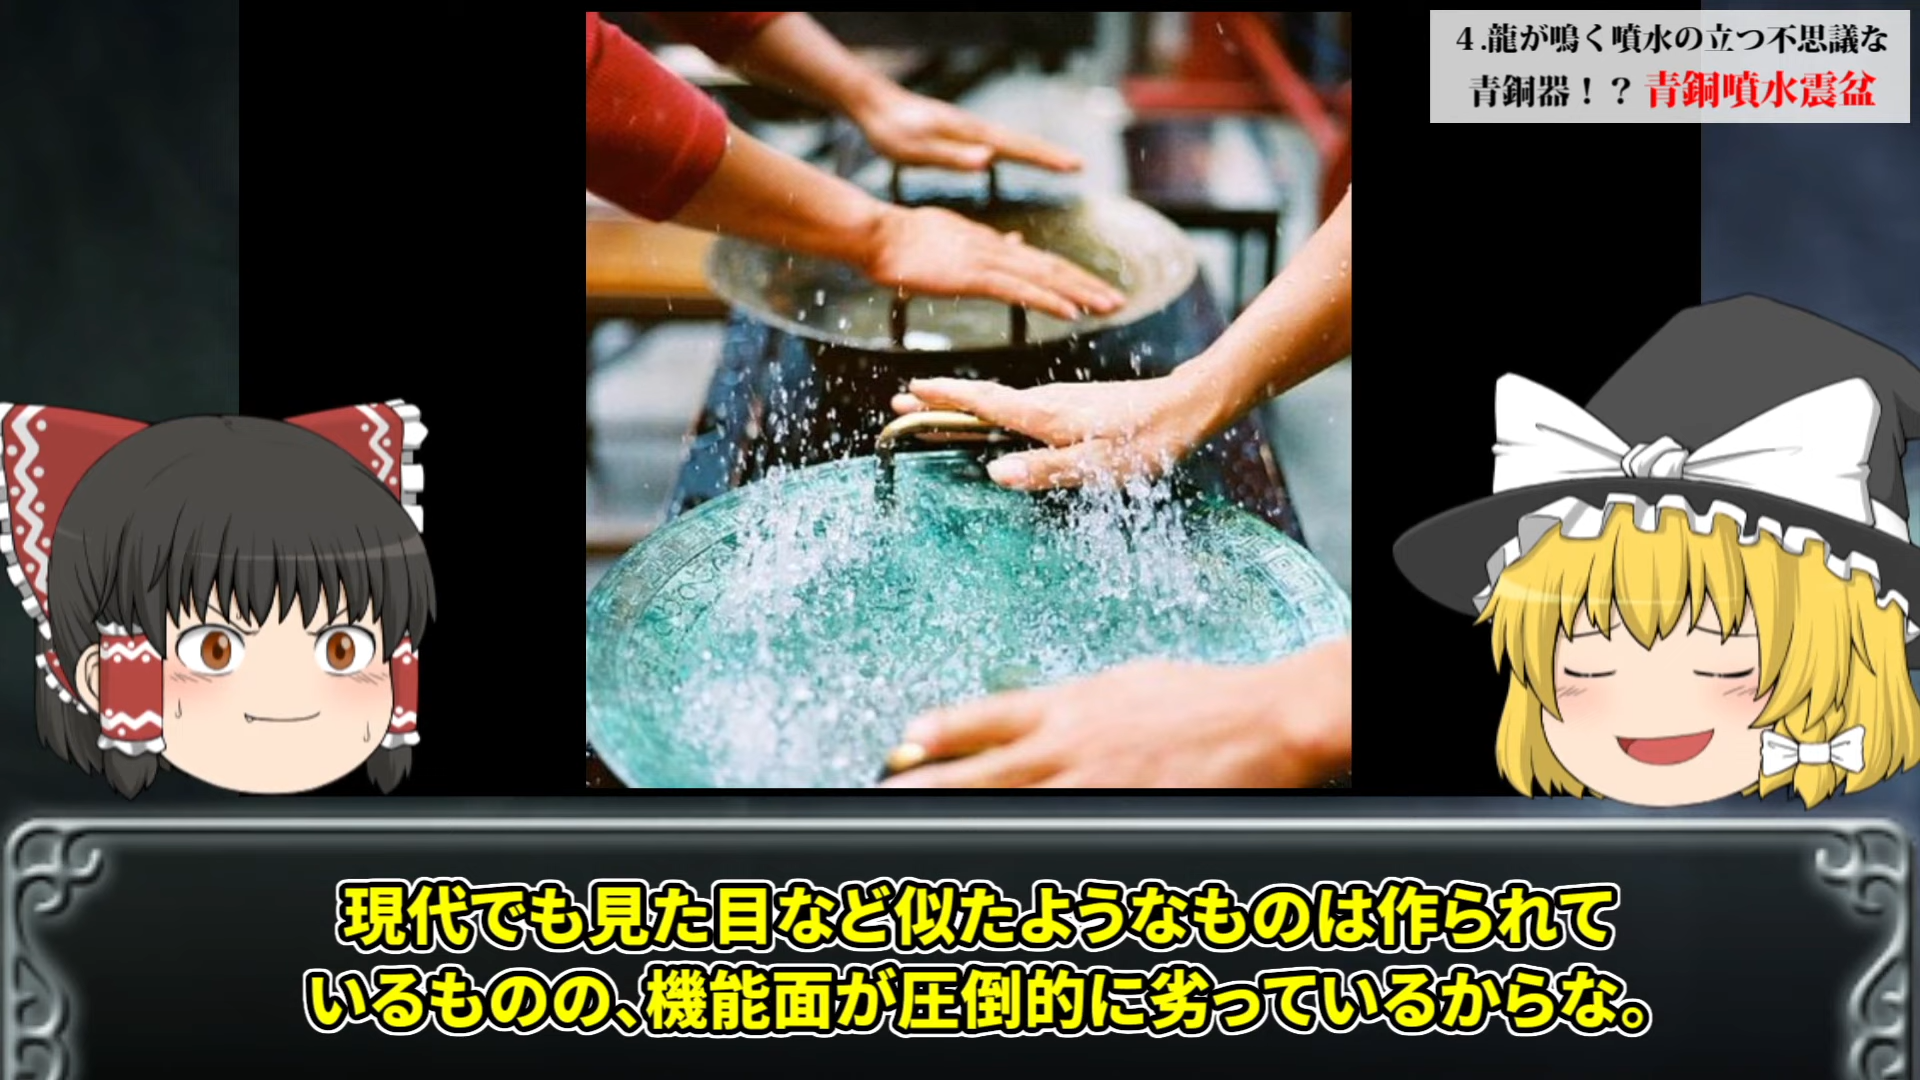 ４.龍が鳴く噴水の立つ不思議な
青銅器！？青銅噴水震盆
現代でも見た目など似たようなものは作られて
いるものの、機能面が圧倒的に劣っているからな。